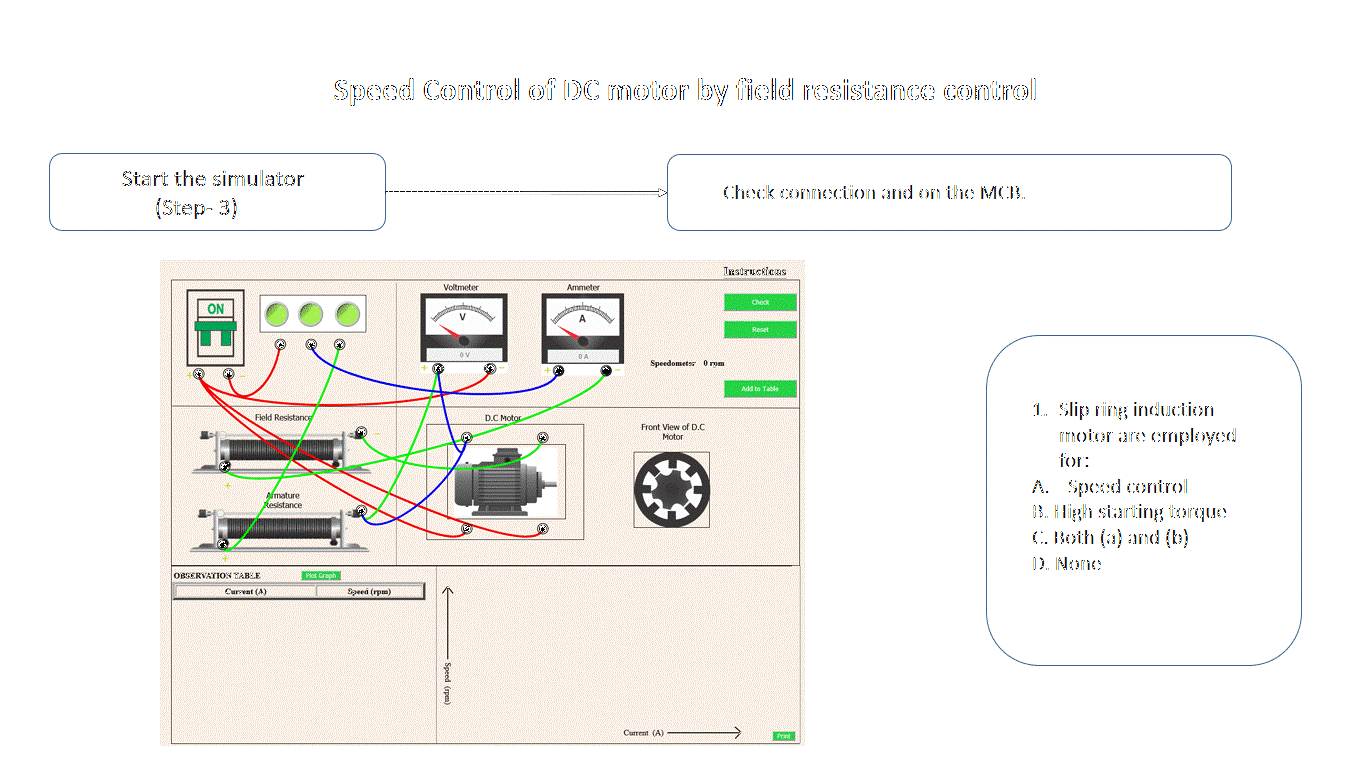 Speed Control of DC motor by field resistance control
Start the simulator
(Step- 3)
Check connection and on the MCB.
Instructions
ON
Voltmeter
Ammeter
V
A
0 V
0 A
+
-
+
-
+
-
Check
Reset
Speedometer 0 rpm
Add to Table
Field Resistance
+
-
D.C Motor
Front View of D.C
Motor
Armature
Resistance
+
OBSERVATION TABLE
Plot Graph
Current (A)
Speed (rpm)
Speed (rpm)
Current (A)
Print
1. Slip ring induction
motor are employed
for:
A. Speed control
B. High starting torque
C. Both (a) and (b)
D. None